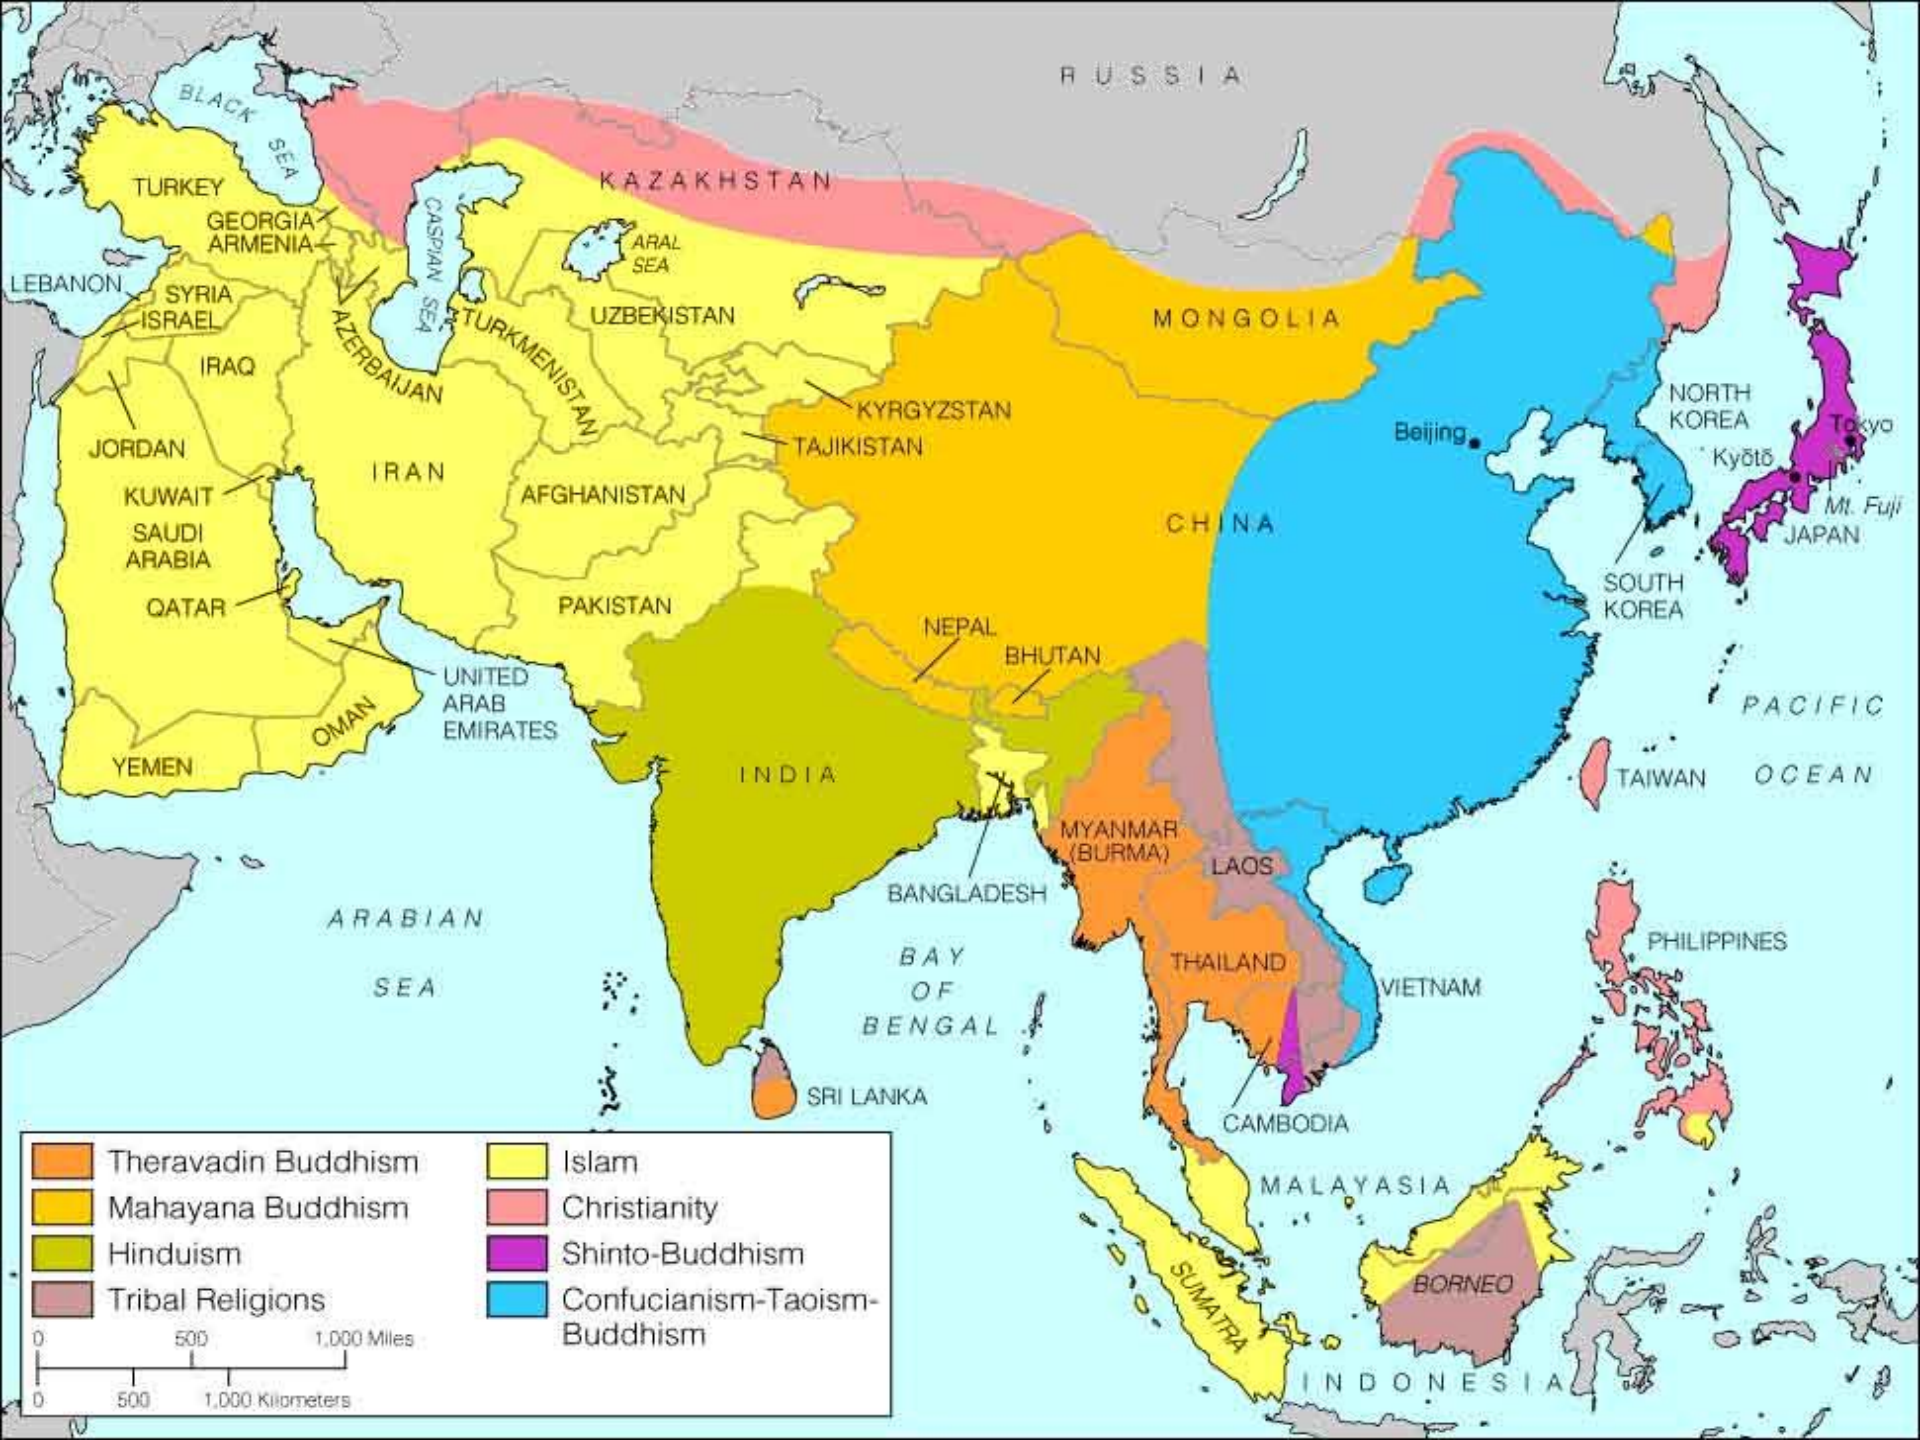 RUSSIA
BLACK
SEA
TURKEY
KAZAKHSTAN
GEORGIA
ARMENIA
CASPIAN SEA
ARAL
SEA
LEBANON
SYRIA
ISRAEL
UZBEKISTAN
MONGOLIA
AZERBAIJAN
TURKMENISTAN
IRAQ
NORTH
KOREA
KYRGYZSTAN
Tokyo
Beijing
JORDAN
TAJIKISTAN
Kyōtō
IRAN
KUWAIT
AFGHANISTAN
Mt. Fuji
CHINA
JAPAN
SAUDI
ARABIA
SOUTH
KOREA
QATAR
PAKISTAN
NEPAL
BHUTAN
UNITED
ARAB
EMIRATES
PACIFIC
OCEAN
OMAN
YEMEN
INDIA
TAIWAN
MYANMAR
(BURMA)
LAOS
BANGLADESH
ARABIAN
SEA
PHILIPPINES
BAY
OF
BENGAL
THAILAND
VIETNAM
SRI LANKA
CAMBODIA
MALAYASIA
SUMATRA
BORNEO
INDONESIA
Theravadin Buddhism
Mahayana Buddhism
Hinduism
Tribal Religions
Islam
Christianity
Shinto-Buddhism
Confucianism-Taoism-
Buddhism
0 500 1,000 Miles
0 500 1,000 Kilometers